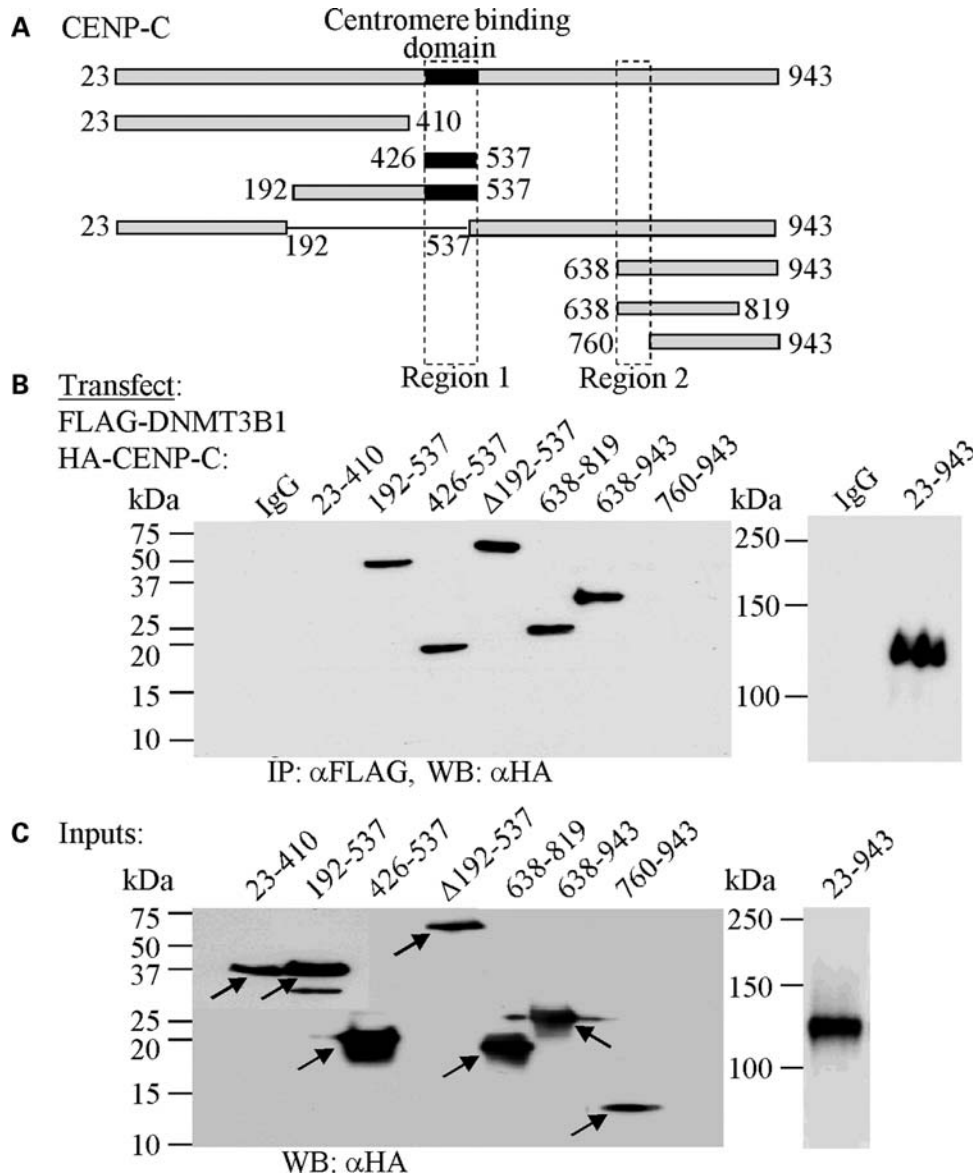 A CENP-C
Centromere binding
domain
23 943
23 410
426 537
192 537
23 192 537 943
638 943
638 819
760 943
Region 1 Region 2
B Transfect:
FLAG-DNMT3B1
HA-CENP-C:
IgG 23-410 192-537 426-537 Δ192-537 638-819 638-943 760-943
kDa
75
50
37
25
20
15
10
IP: αFLAG, WB: αHA
kDa IgG 23-943
250
150
100
C Inputs:
23-410 192-537 426-537 Δ192-537 638-819 638-943 760-943
kDa
75
50
37
25
20
15
10
WB: αHA
kDa 23-943
250
150
100